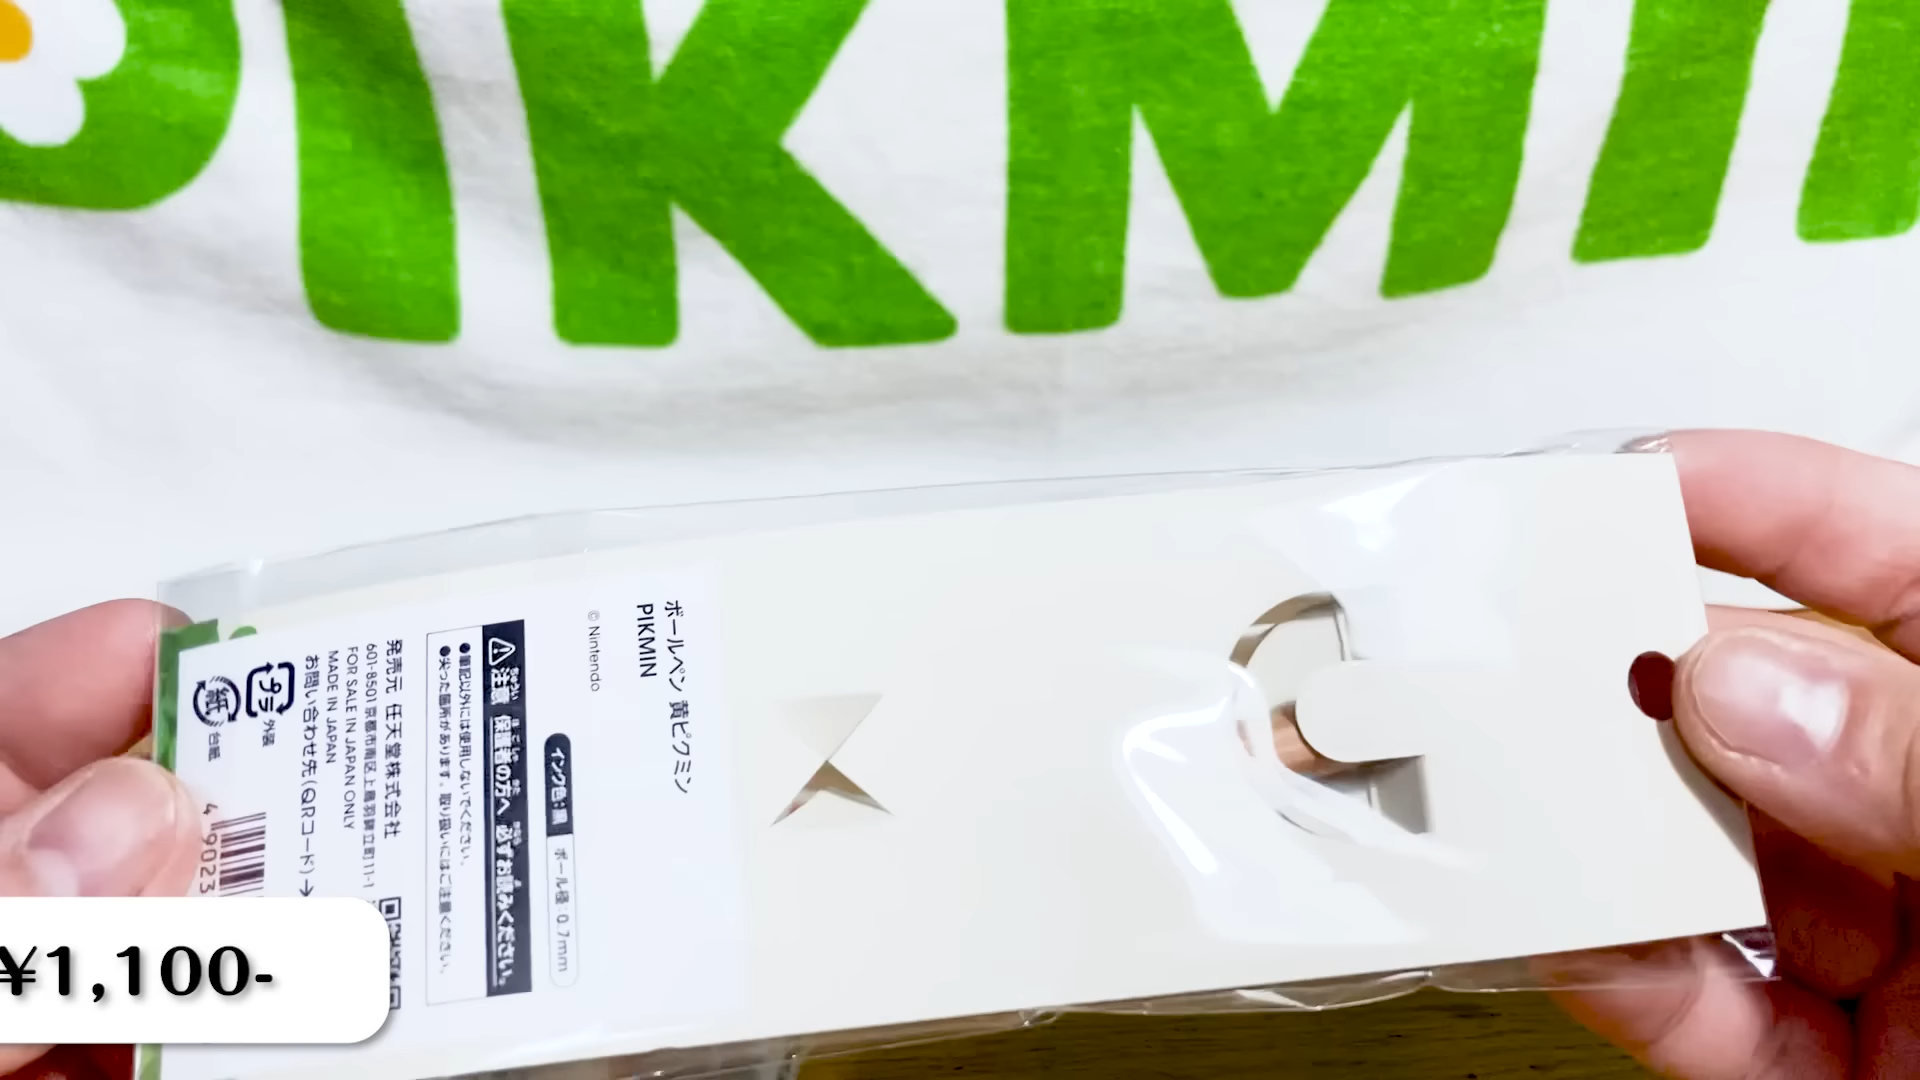 PIKMIN
ボールペン 黄ピクミン
PIKMIN
© Nintendo
インク色:黒 ボール径:0.7mm
⚠注意 保護者の方へ 必ずお読みください。
●筆記以外には使用しないでください。
●尖った箇所があります。取り扱いにはご注意ください。
発売元 任天堂株式会社
601-8501 京都市南区上鳥羽鉾立町11-1
FOR SALE IN JAPAN ONLY
MADE IN JAPAN
お問い合わせ先(QRコード)→
プラ 外装
紙 台紙
4 9023
¥1,100-